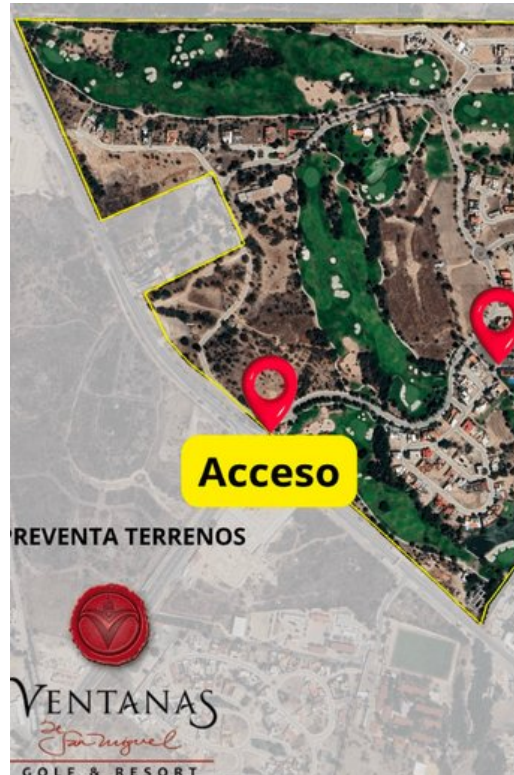 Acceso
PREVENTA TERRENOS
VENTANAS
De San Miguel
GOLF & RESORT